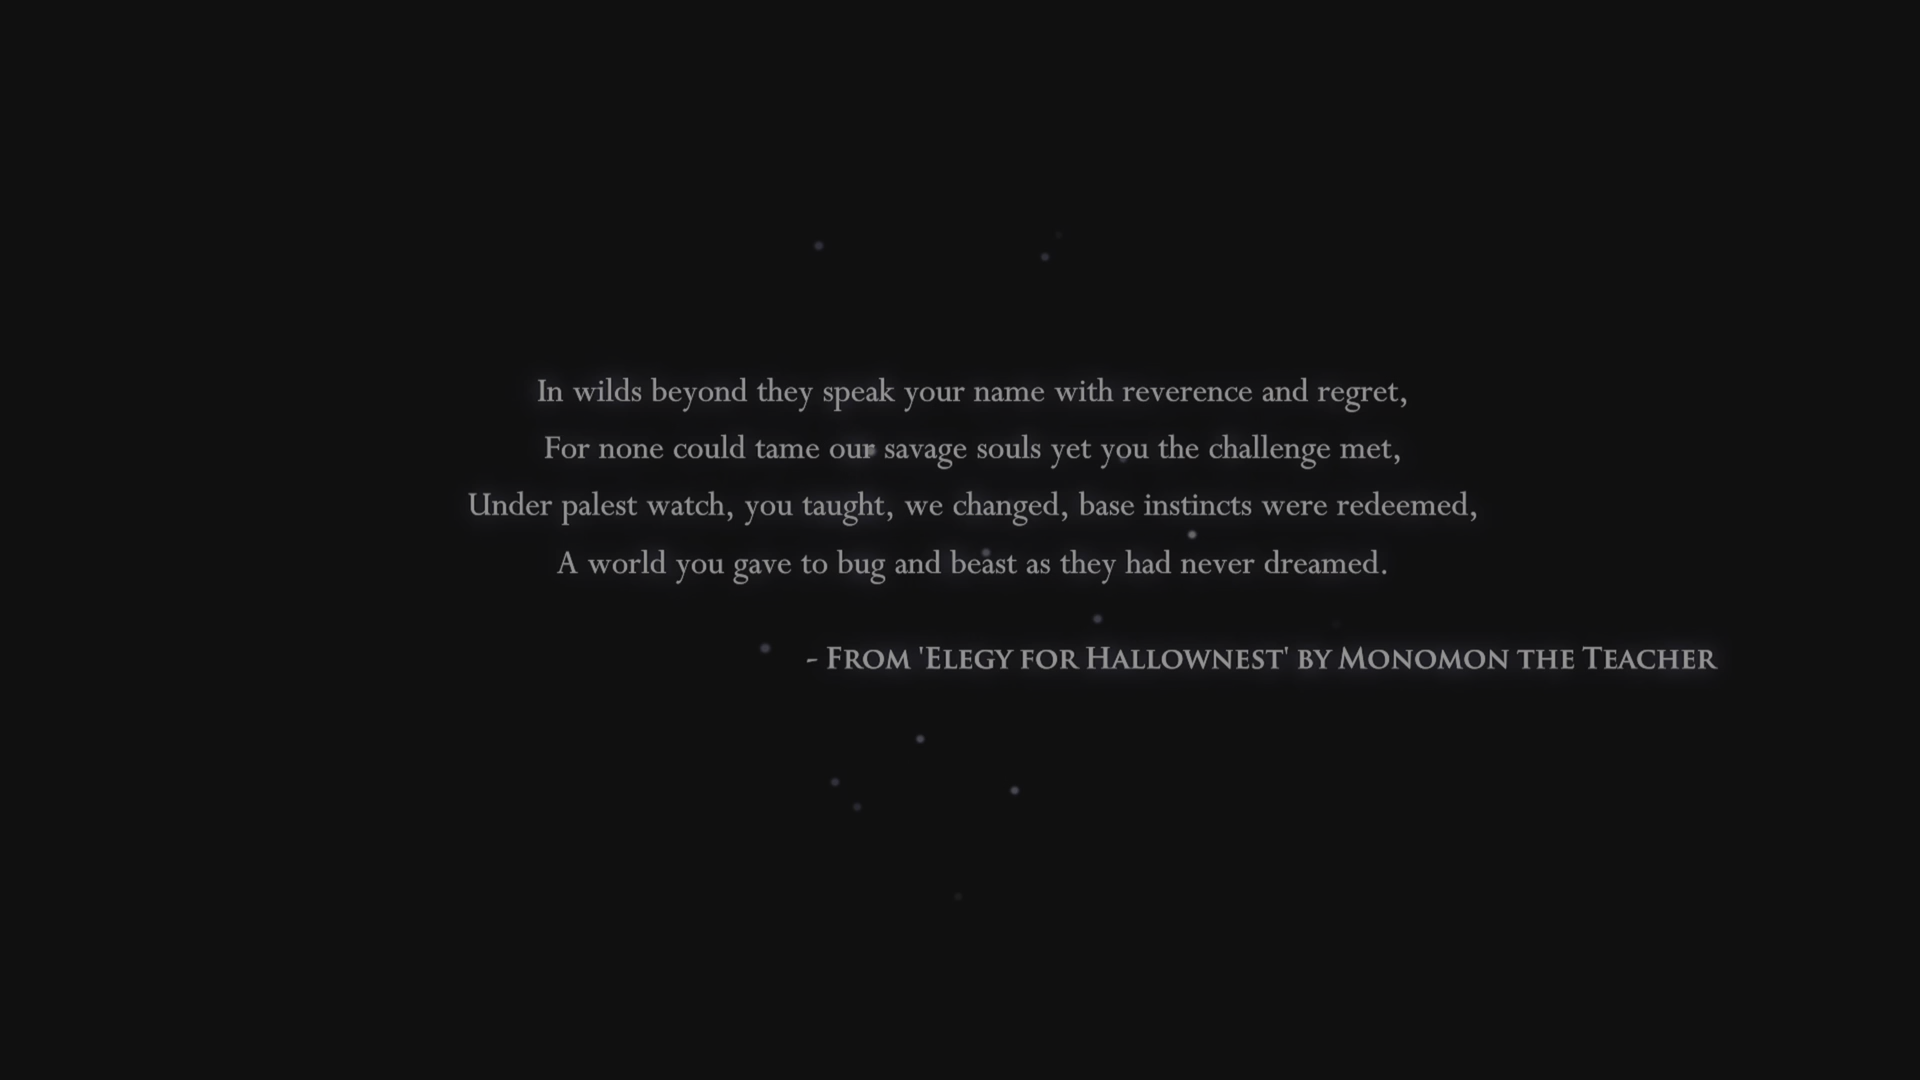 In wilds beyond they speak your name with reverence and regret,
For none could tame our savage souls yet you the challenge met,
Under palest watch, you taught, we changed, base instincts were redeemed,
A world you gave to bug and beast as they had never dreamed.
- From 'Elegy for Hallownest' by Monomon the Teacher